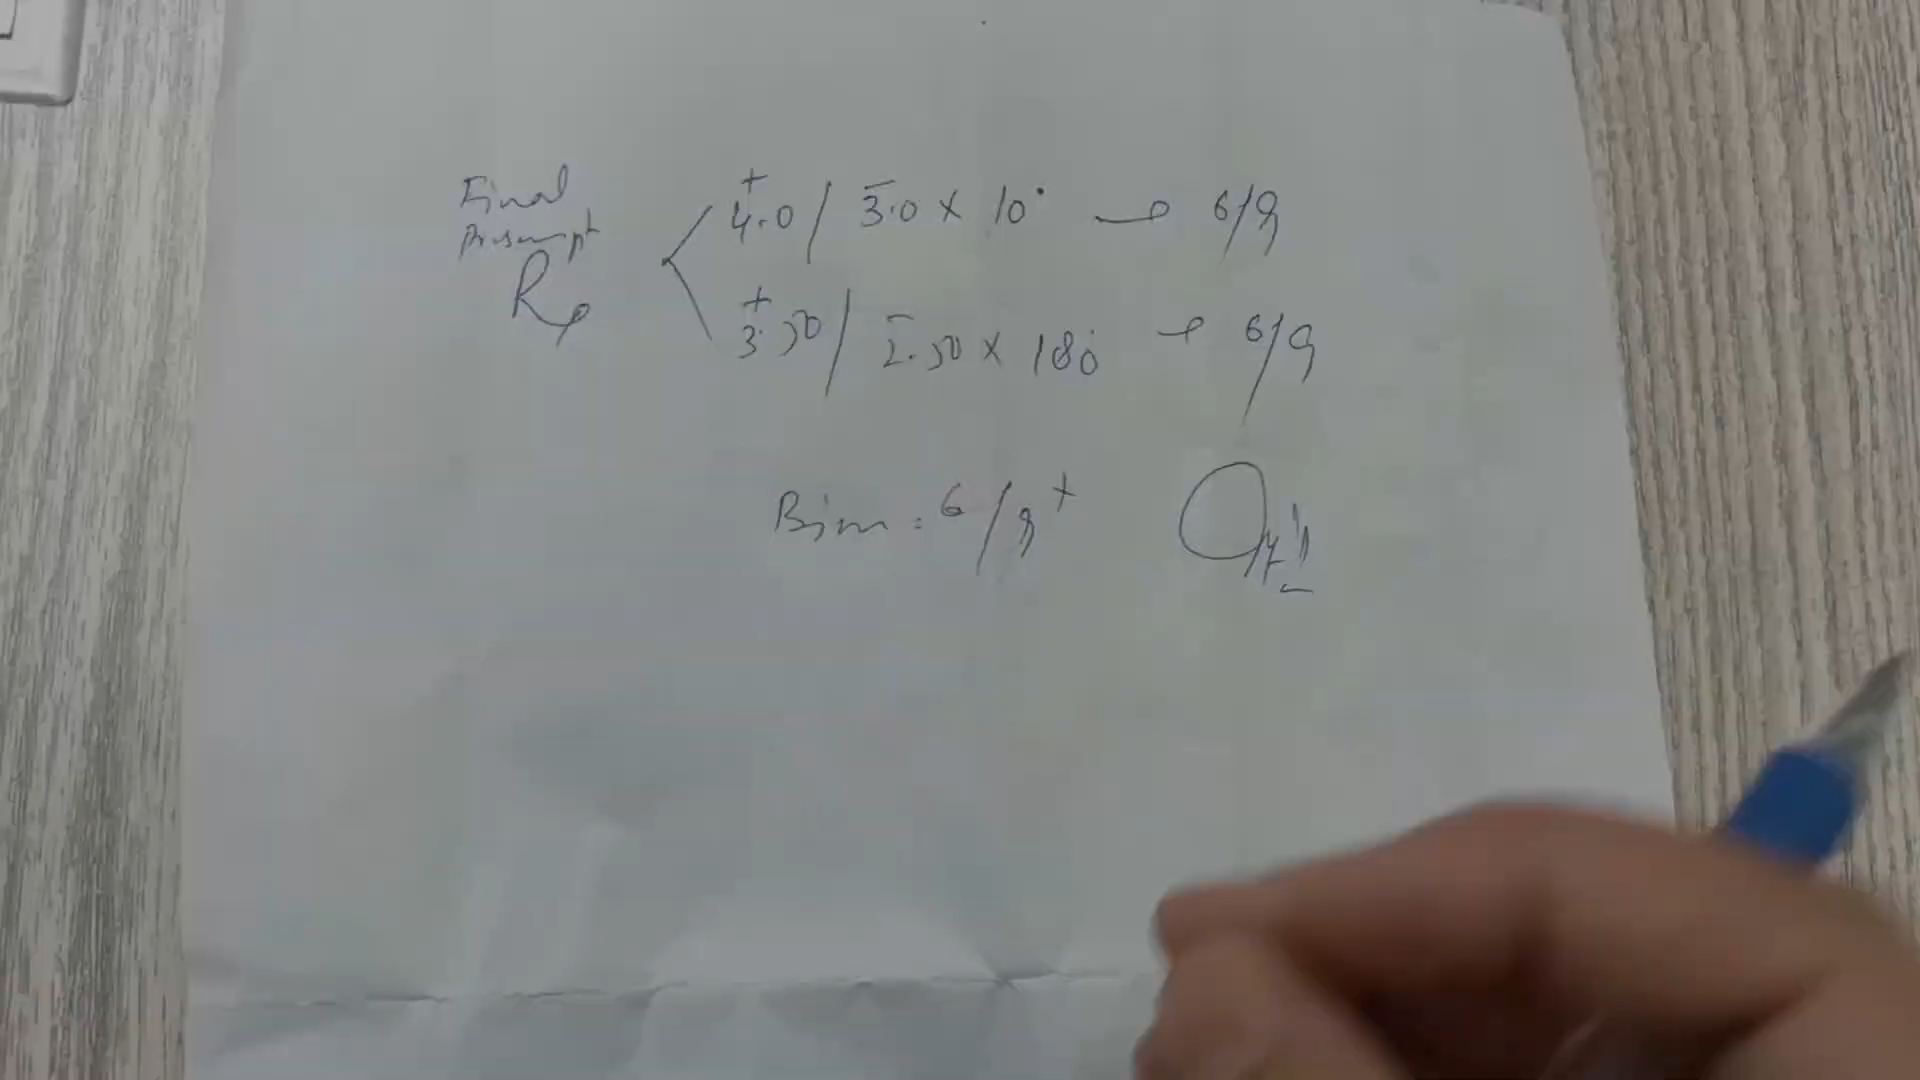 Final
+4.0 / -3.0 x 10° → 6/9
Rx
+3.50 / -2.50 x 180° → 6/9
Bin = 6/9+